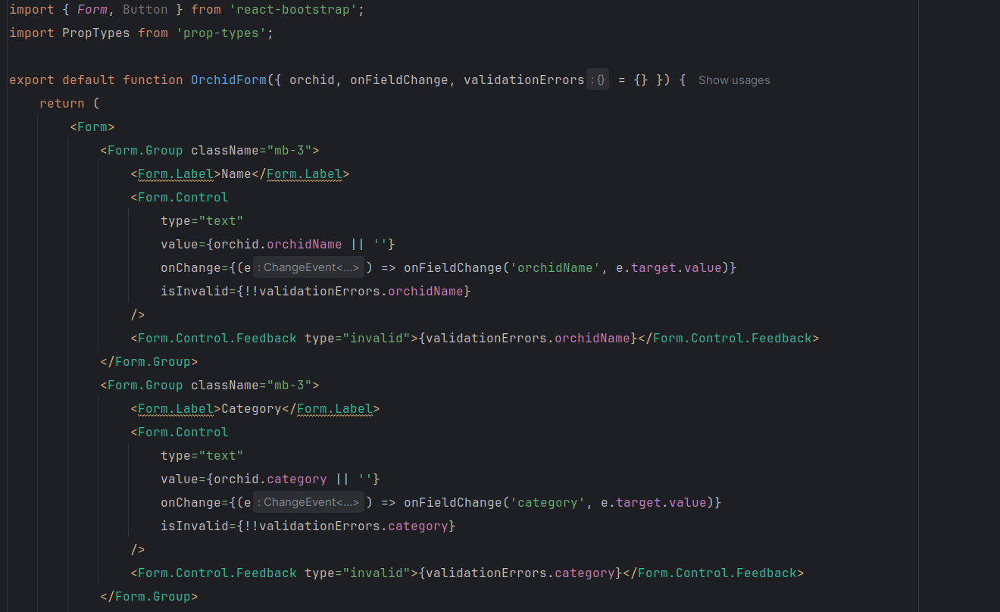 import { Form, Button } from 'react-bootstrap';
import PropTypes from 'prop-types';
export default function OrchidForm({ orchid, onFieldChange, validationErrors : {} = {} }) { Show usages
return (
<Form>
<Form.Group className="mb-3">
<Form.Label>Name</Form.Label>
<Form.Control
type="text"
value={orchid.orchidName || ''}
onChange={(e : ChangeEvent<...> ) => onFieldChange('orchidName', e.target.value)}
isInvalid={!!validationErrors.orchidName}
/>
<Form.Control.Feedback type="invalid">{validationErrors.orchidName}</Form.Control.Feedback>
</Form.Group>
<Form.Group className="mb-3">
<Form.Label>Category</Form.Label>
<Form.Control
type="text"
value={orchid.category || ''}
onChange={(e : ChangeEvent<...> ) => onFieldChange('category', e.target.value)}
isInvalid={!!validationErrors.category}
/>
<Form.Control.Feedback type="invalid">{validationErrors.category}</Form.Control.Feedback>
</Form.Group>